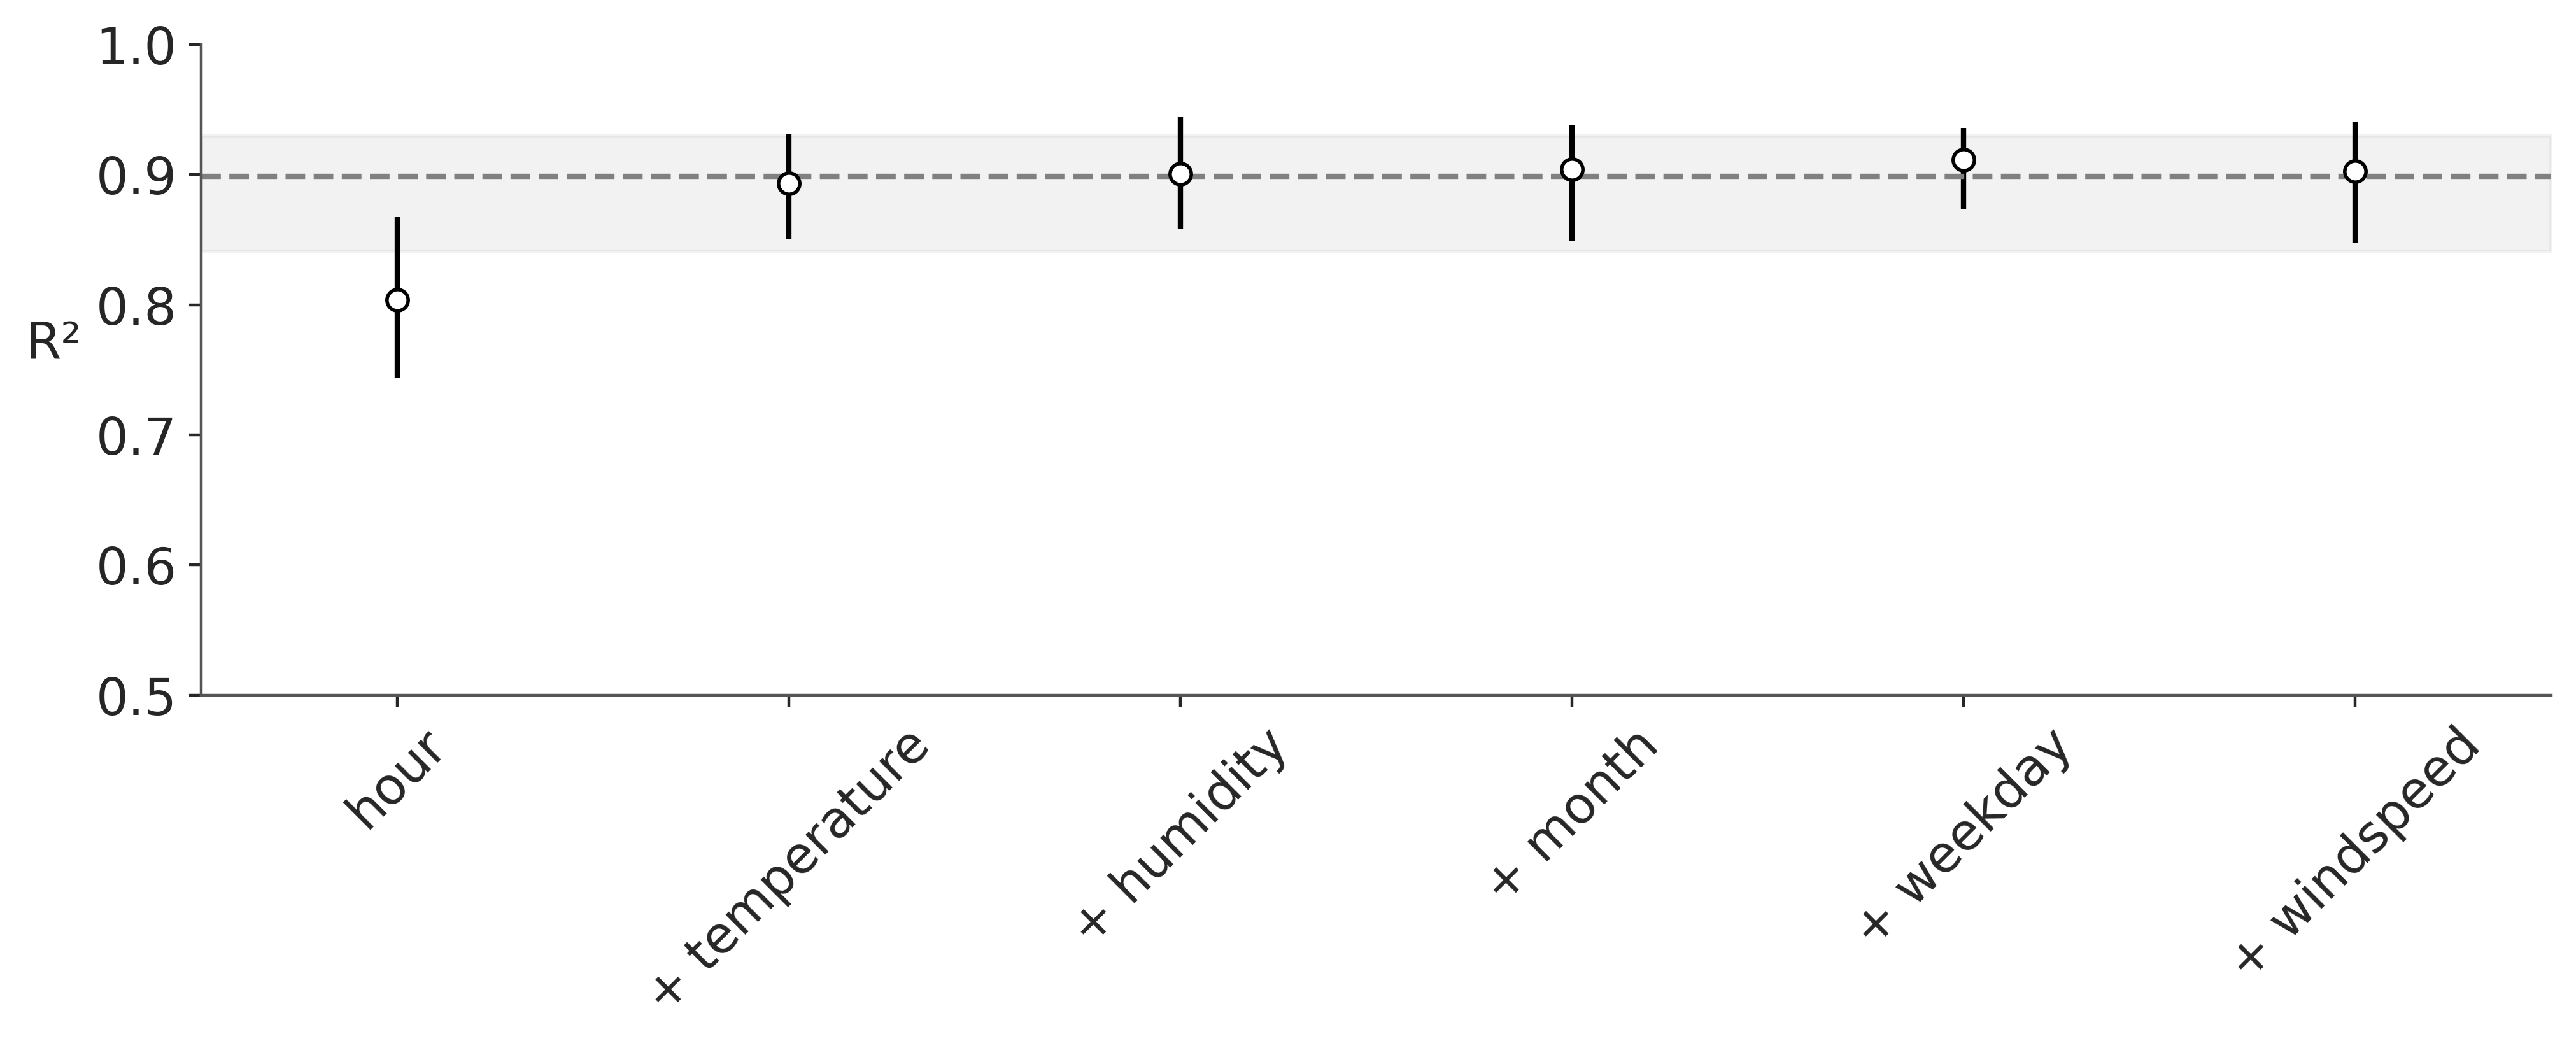 1.0
0.9
0.8
0.7
0.6
0.5
R²
hour
+ temperature
+ humidity
+ month
+ weekday
+ windspeed